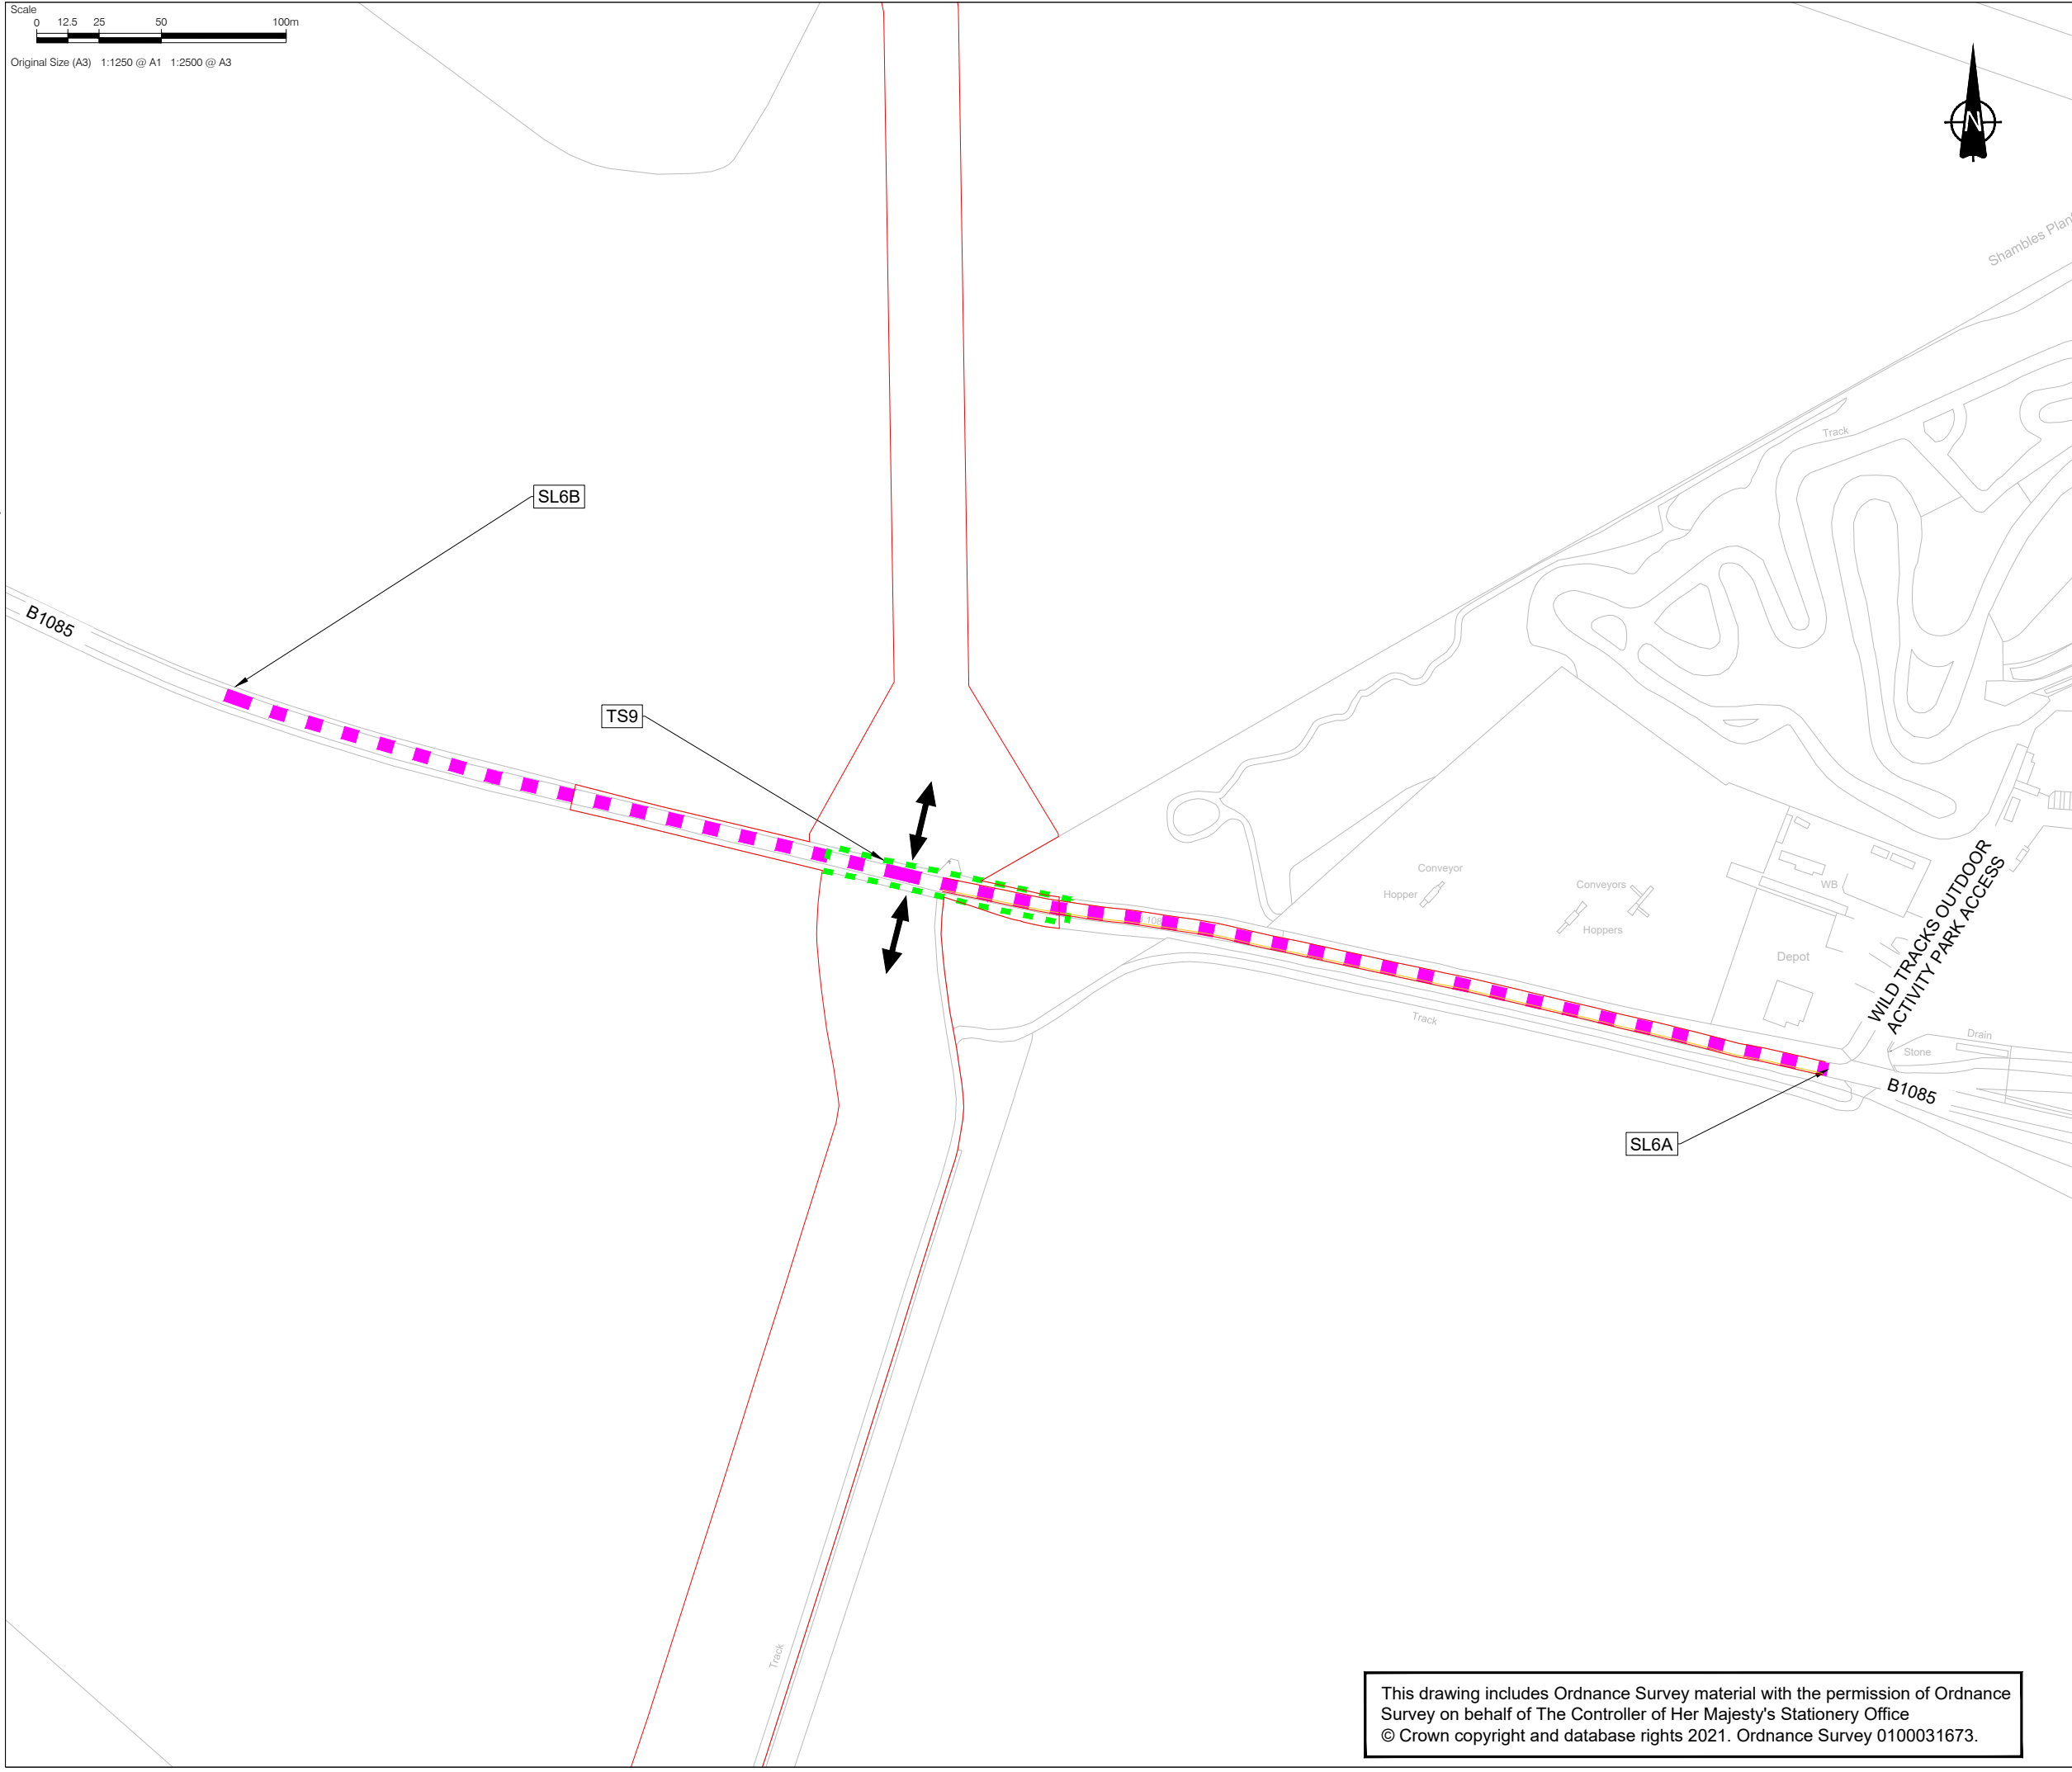 Scale
0 12.5 25 50 100m
Original Size (A3) 1:1250 @ A1 1:2500 @ A3
N
Shambles
Track
SL6B
B1085
TS9
Conveyor
Hopper
Conveyors
Hoppers
WB
Depot
WILD TRACKS OUTDOOR
ACTIVITY PARK ACCESS
Track
Drain
Stone
B1085
SL6A
Track
This drawing includes Ordnance Survey material with the permission of Ordnance
Survey on behalf of The Controller of Her Majesty's Stationery Office
© Crown copyright and database rights 2021. Ordnance Survey 0100031673.